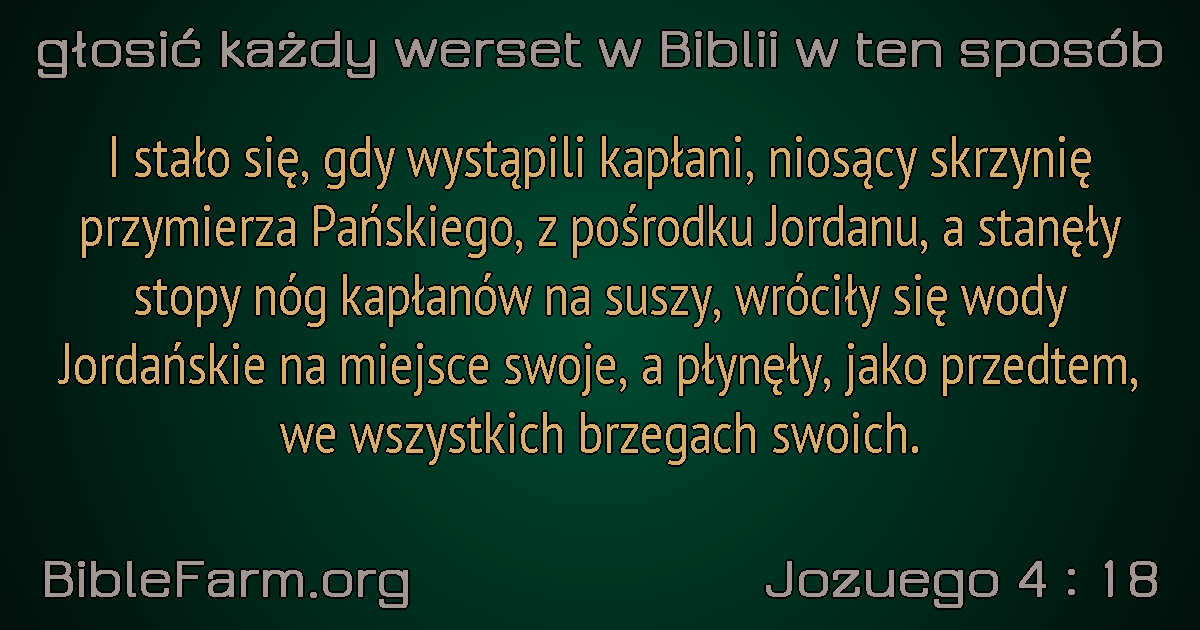 głosić każdy werset w Biblii w ten sposób
I stało się, gdy wystąpili kapłani, niosący skrzynię
przymierza Pańskiego, z pośrodku Jordanu, a stanęły
stopy nóg kapłanów na suszy, wróciły się wody
Jordańskie na miejsce swoje, a płynęły, jako przedtem,
we wszystkich brzegach swoich.
BibleFarm.org
Jozuego 4 : 18